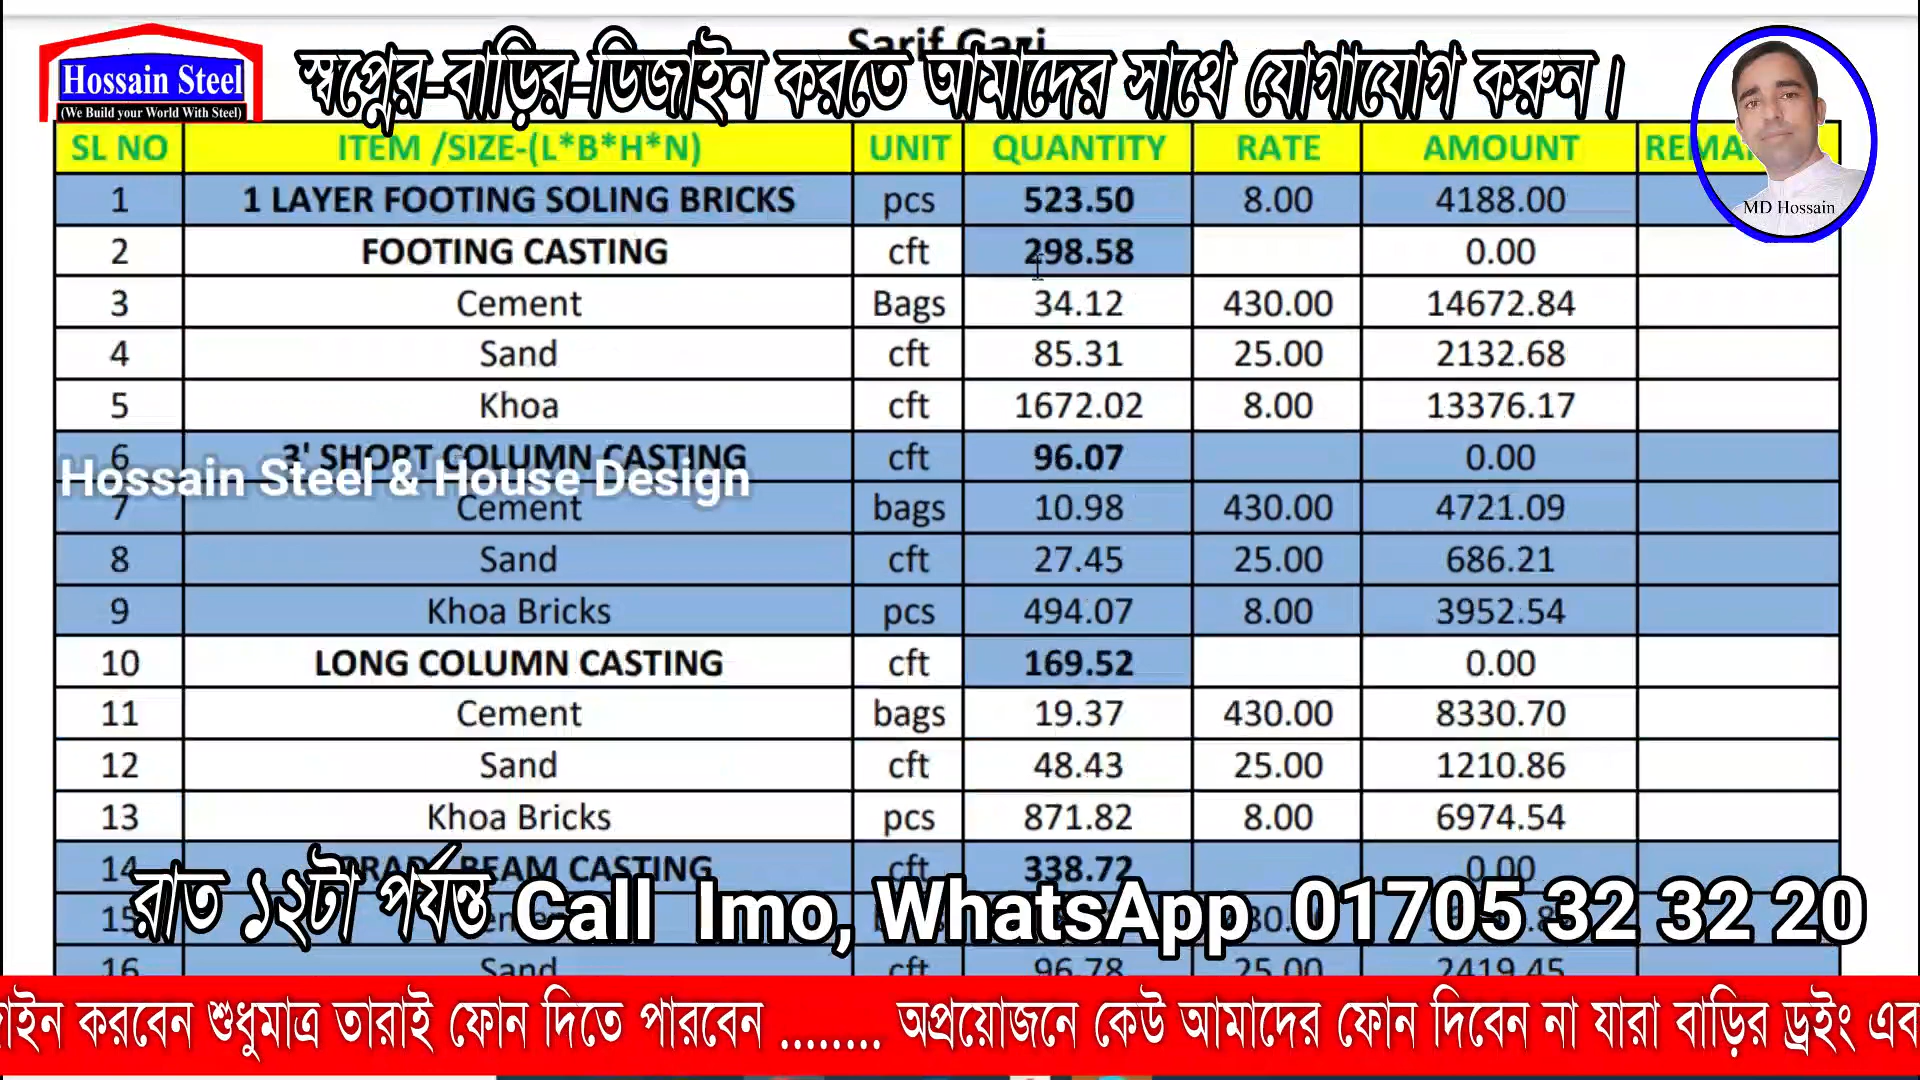 Sarif Gazi
Hossain Steel
(We Build your World With Steel)
স্বপ্নের-বাড়ির-ডিজাইন করতে আমাদের সাথে যোগাযোগ করুন।
MD Hossain
SL NO ITEM /SIZE-(L*B*H*N) UNIT QUANTITY RATE AMOUNT
1 1 LAYER FOOTING SOLING BRICKS pcs 523.50 8.00 4188.00
2 FOOTING CASTING cft 298.58 0.00
3 Cement Bags 34.12 430.00 14672.84
4 Sand cft 85.31 25.00 2132.68
5 Khoa cft 1672.02 8.00 13376.17
6 3' SHORT COLUMN CASTING cft 96.07 0.00
Hossain Steel & House Design
7 Cement bags 10.98 430.00 4721.09
8 Sand cft 27.45 25.00 686.21
9 Khoa Bricks pcs 494.07 8.00 3952.54
10 LONG COLUMN CASTING cft 169.52 0.00
11 Cement bags 19.37 430.00 8330.70
12 Sand cft 48.43 25.00 1210.86
13 Khoa Bricks pcs 871.82 8.00 6974.54
14 BEAM CASTING cft 338.72 0.00
রাত ১২টা পর্যন্ত Call Imo, WhatsApp 01705 32 32 20
15
16 Sand cft 96.78 25.00 2419.45
করবেন শুধুমাত্র তারাই ফোন দিতে পারবেন ........ অপ্রয়োজনে কেউ আমাদের ফোন দিবেন না যারা বাড়ির ড্রইং এব